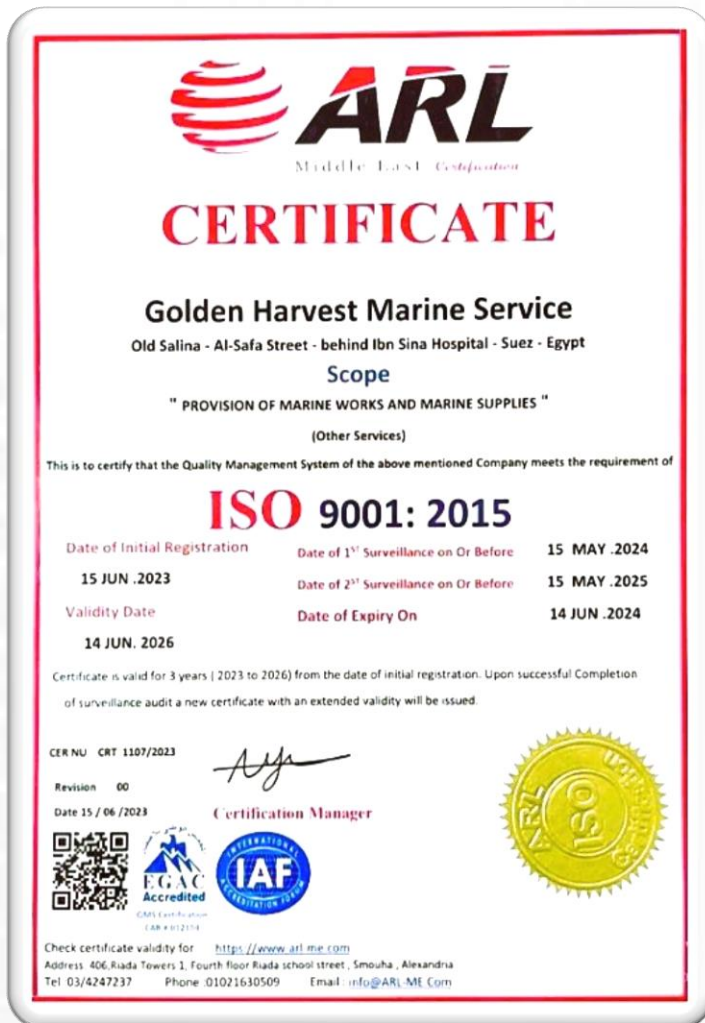 ARL
Middle East Certification
CERTIFICATE
Golden Harvest Marine Service
Old Salina - Al-Safa Street - behind Ibn Sina Hospital - Suez - Egypt
Scope
" PROVISION OF MARINE WORKS AND MARINE SUPPLIES "
(Other Services)
This is to certify that the Quality Management System of the above mentioned Company meets the requirement of
ISO 9001: 2015
Date of Initial Registration
15 JUN .2023
Validity Date
14 JUN. 2026
Date of 1ST Surveillance on Or Before 15 MAY .2024
Date of 2ST Surveillance on Or Before 15 MAY .2025
Date of Expiry On 14 JUN .2024
Certificate is valid for 3 years ( 2023 to 2026) from the date of initial registration. Upon successful Completion
of surveillance audit a new certificate with an extended validity will be issued.
CER NU CRT 1107/2023
Revision 00
Date 15 / 06 /2023
Certification Manager
EGAC
Accredited
QMS Certification
CAB #
INTERNATIONAL
IAF
ACCREDITATION FORUM
ARL
ISO
Check certificate validity for https://www.arl-me.com
Address 406,Riada Towers 1, Fourth floor Riada school street , Smouha , Alexandria
Tel 03/4247237 Phone :01021630509 Email : info@ARL-ME Com